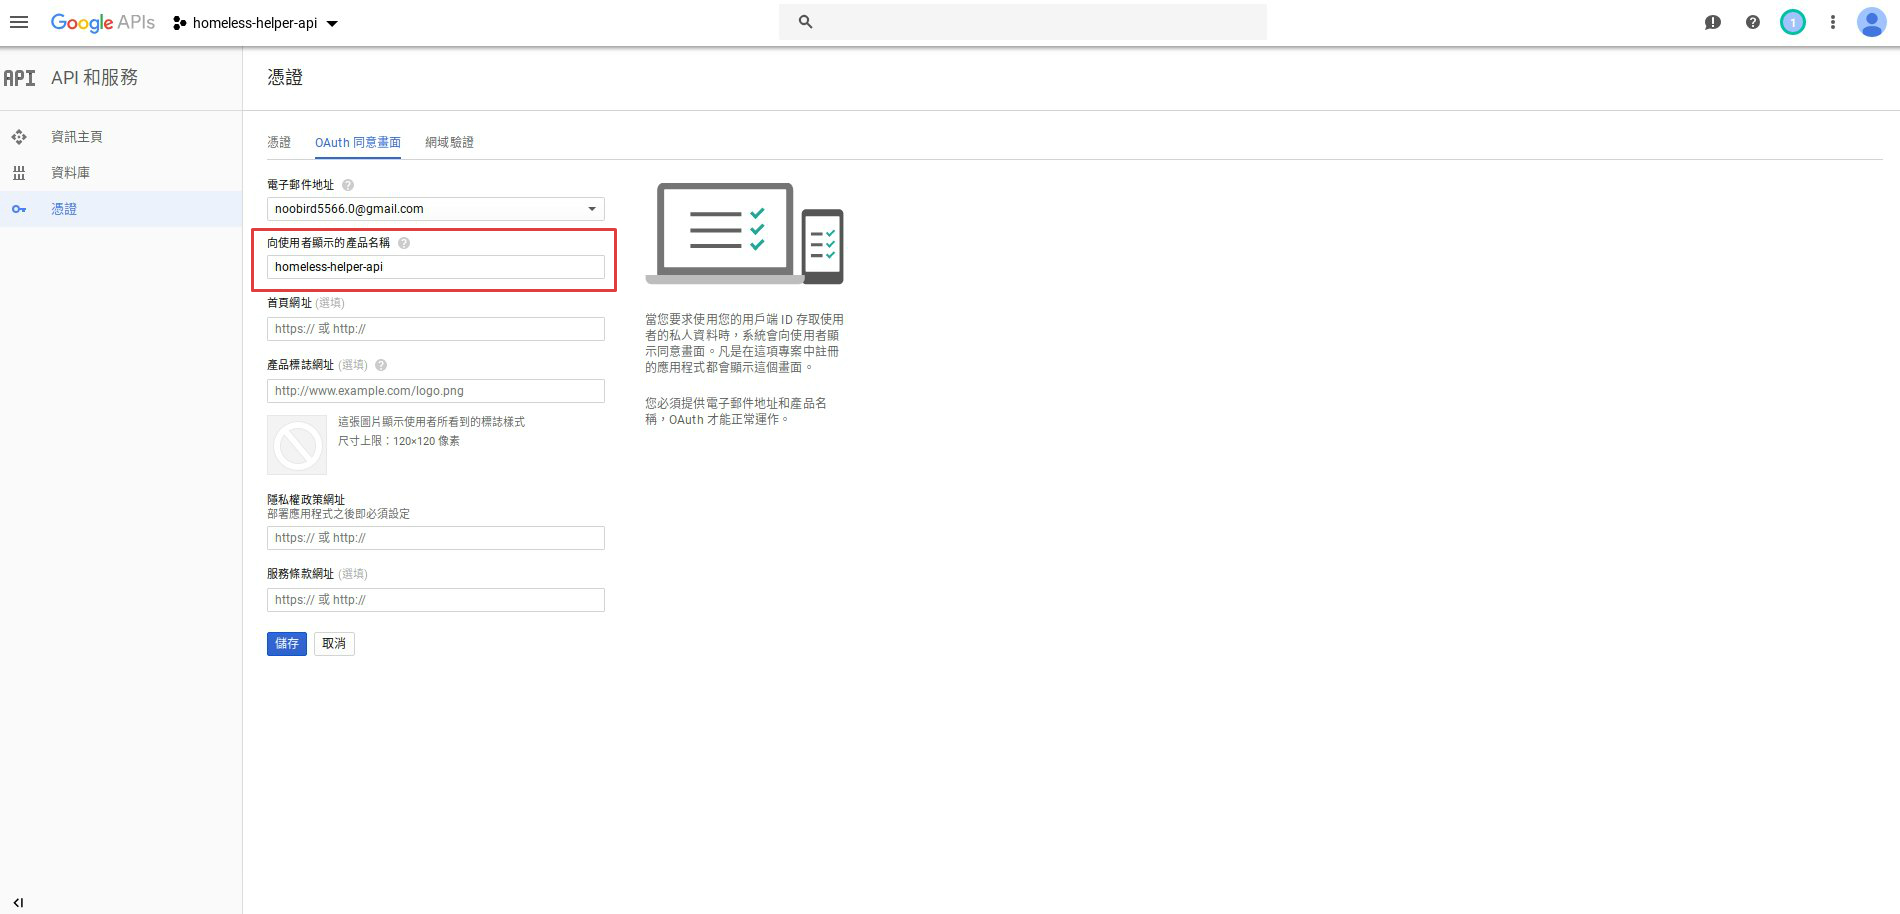 Google APIs
homeless-helper-api
1
API API 和服務
憑證
資訊主頁
資料庫
憑證
憑證 OAuth 同意畫面 網域驗證
電子郵件地址 ?
noobird5566.0@gmail.com
向使用者顯示的產品名稱 ?
homeless-helper-api
首頁網址 (選填)
https:// 或 http://
產品標誌網址 (選填) ?
http://www.example.com/logo.png
這張圖片顯示使用者所看到的標誌樣式
尺寸上限：120×120 像素
隱私權政策網址
部署應用程式之後即必須設定
https:// 或 http://
服務條款網址 (選填)
https:// 或 http://
儲存 取消
當您要求使用您的用戶端 ID 存取使用
者的私人資料時，系統會向使用者顯
示同意畫面。凡是在這項專案中註冊
的應用程式都會顯示這個畫面。
您必須提供電子郵件地址和產品名
稱，OAuth 才能正常運作。